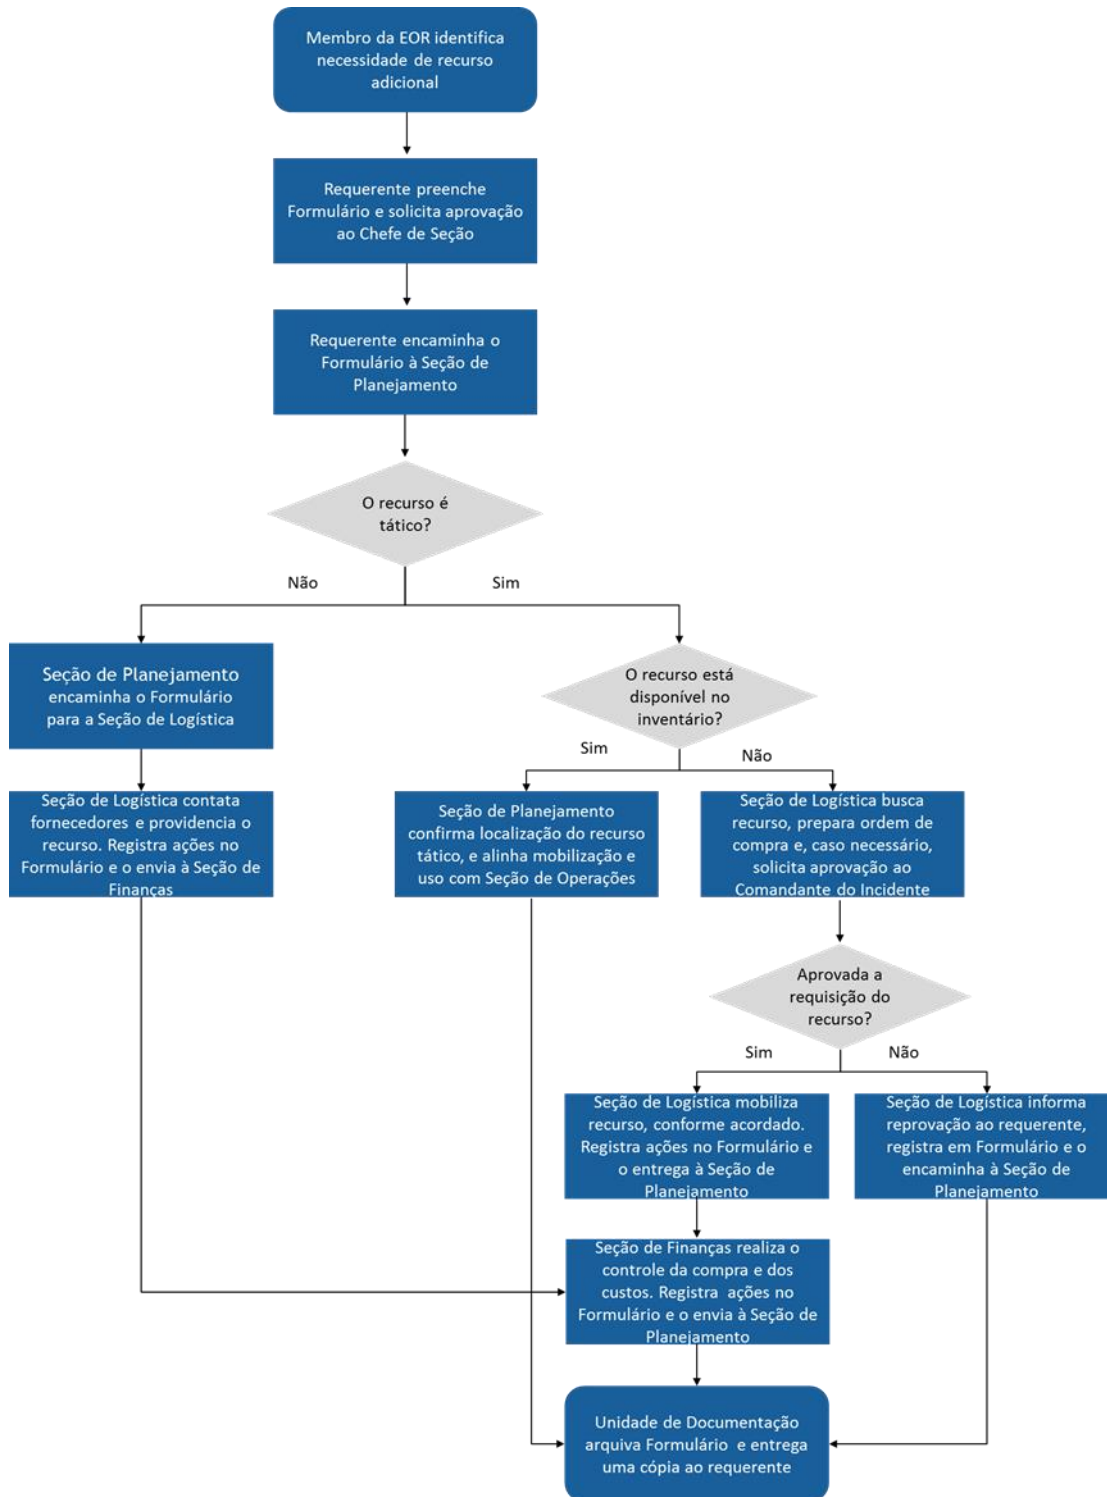 Membro da EOR identifica
necessidade de recurso
adicional
Requerente preenche
Formulário e solicita aprovação
ao Chefe de Seção
Requerente encaminha o
Formulário à Seção de
Planejamento
O recurso é
tático?
Não
Sim
Seção de Planejamento
encaminha o Formulário
para a Seção de Logística
O recurso está
disponível no
inventário?
Sim
Não
Seção de Logística contata
fornecedores e providencia o
recurso. Registra ações no
Formulário e o envia à Seção de
Finanças
Seção de Planejamento
confirma localização do recurso
tático, e alinha mobilização e
uso com Seção de Operações
Seção de Logística busca
recurso, prepara ordem de
compra e, caso necessário,
solicita aprovação ao
Comandante do Incidente
Aprovada a
requisição do
recurso?
Sim
Não
Seção de Logística mobiliza
recurso, conforme acordado.
Registra ações no Formulário e
o entrega à Seção de
Planejamento
Seção de Logística informa
reprovação ao requerente,
registra em Formulário e o
encaminha à Seção de
Planejamento
Seção de Finanças realiza o
controle da compra e dos
custos. Registra ações no
Formulário e o envia à Seção de
Planejamento
Unidade de Documentação
arquiva Formulário e entrega
uma cópia ao requerente